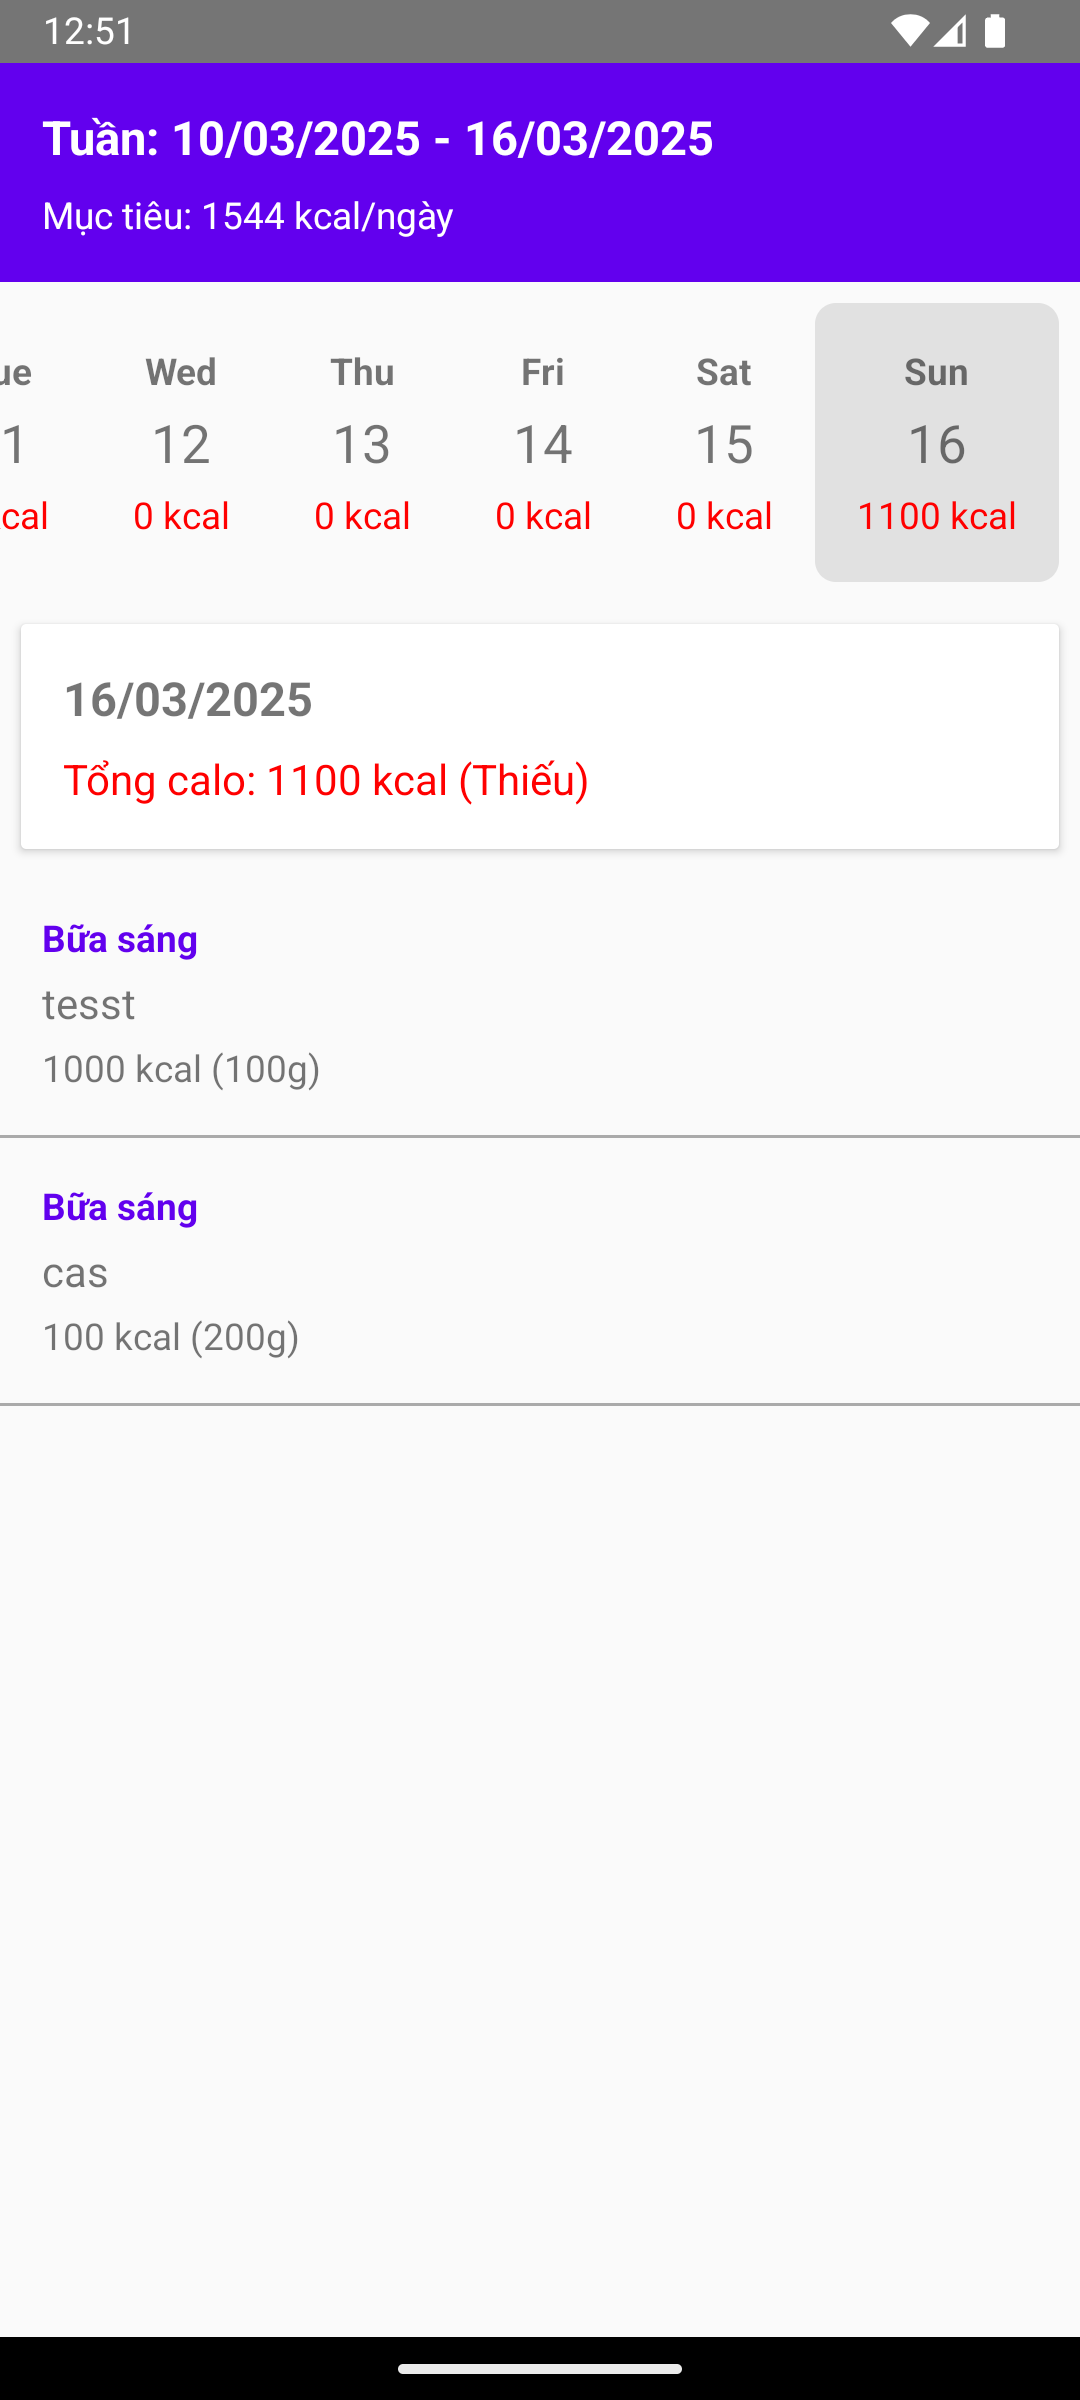 12:51
Tuần: 10/03/2025 - 16/03/2025
Mục tiêu: 1544 kcal/ngày
ue Wed Thu Fri Sat Sun
1 12 13 14 15 16
cal 0 kcal 0 kcal 0 kcal 0 kcal 1100 kcal
16/03/2025
Tổng calo: 1100 kcal (Thiếu)
Bữa sáng
tesst
1000 kcal (100g)
Bữa sáng
cas
100 kcal (200g)